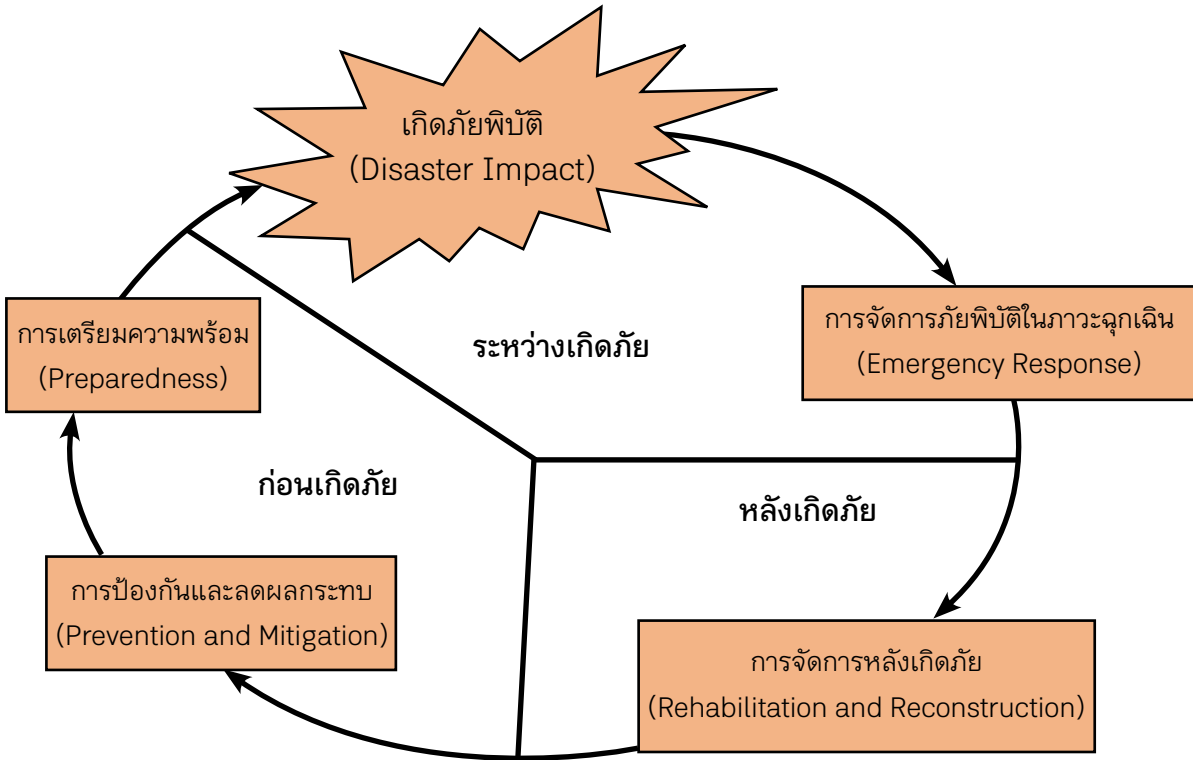 เกิดภัยพิบัติ
(Disaster Impact)
การเตรียมความพร้อม
(Preparedness)
การจัดการภัยพิบัติในภาวะฉุกเฉิน
(Emergency Response)
ระหว่างเกิดภัย
ก่อนเกิดภัย
หลังเกิดภัย
การป้องกันและลดผลกระทบ
(Prevention and Mitigation)
การจัดการหลังเกิดภัย
(Rehabilitation and Reconstruction)